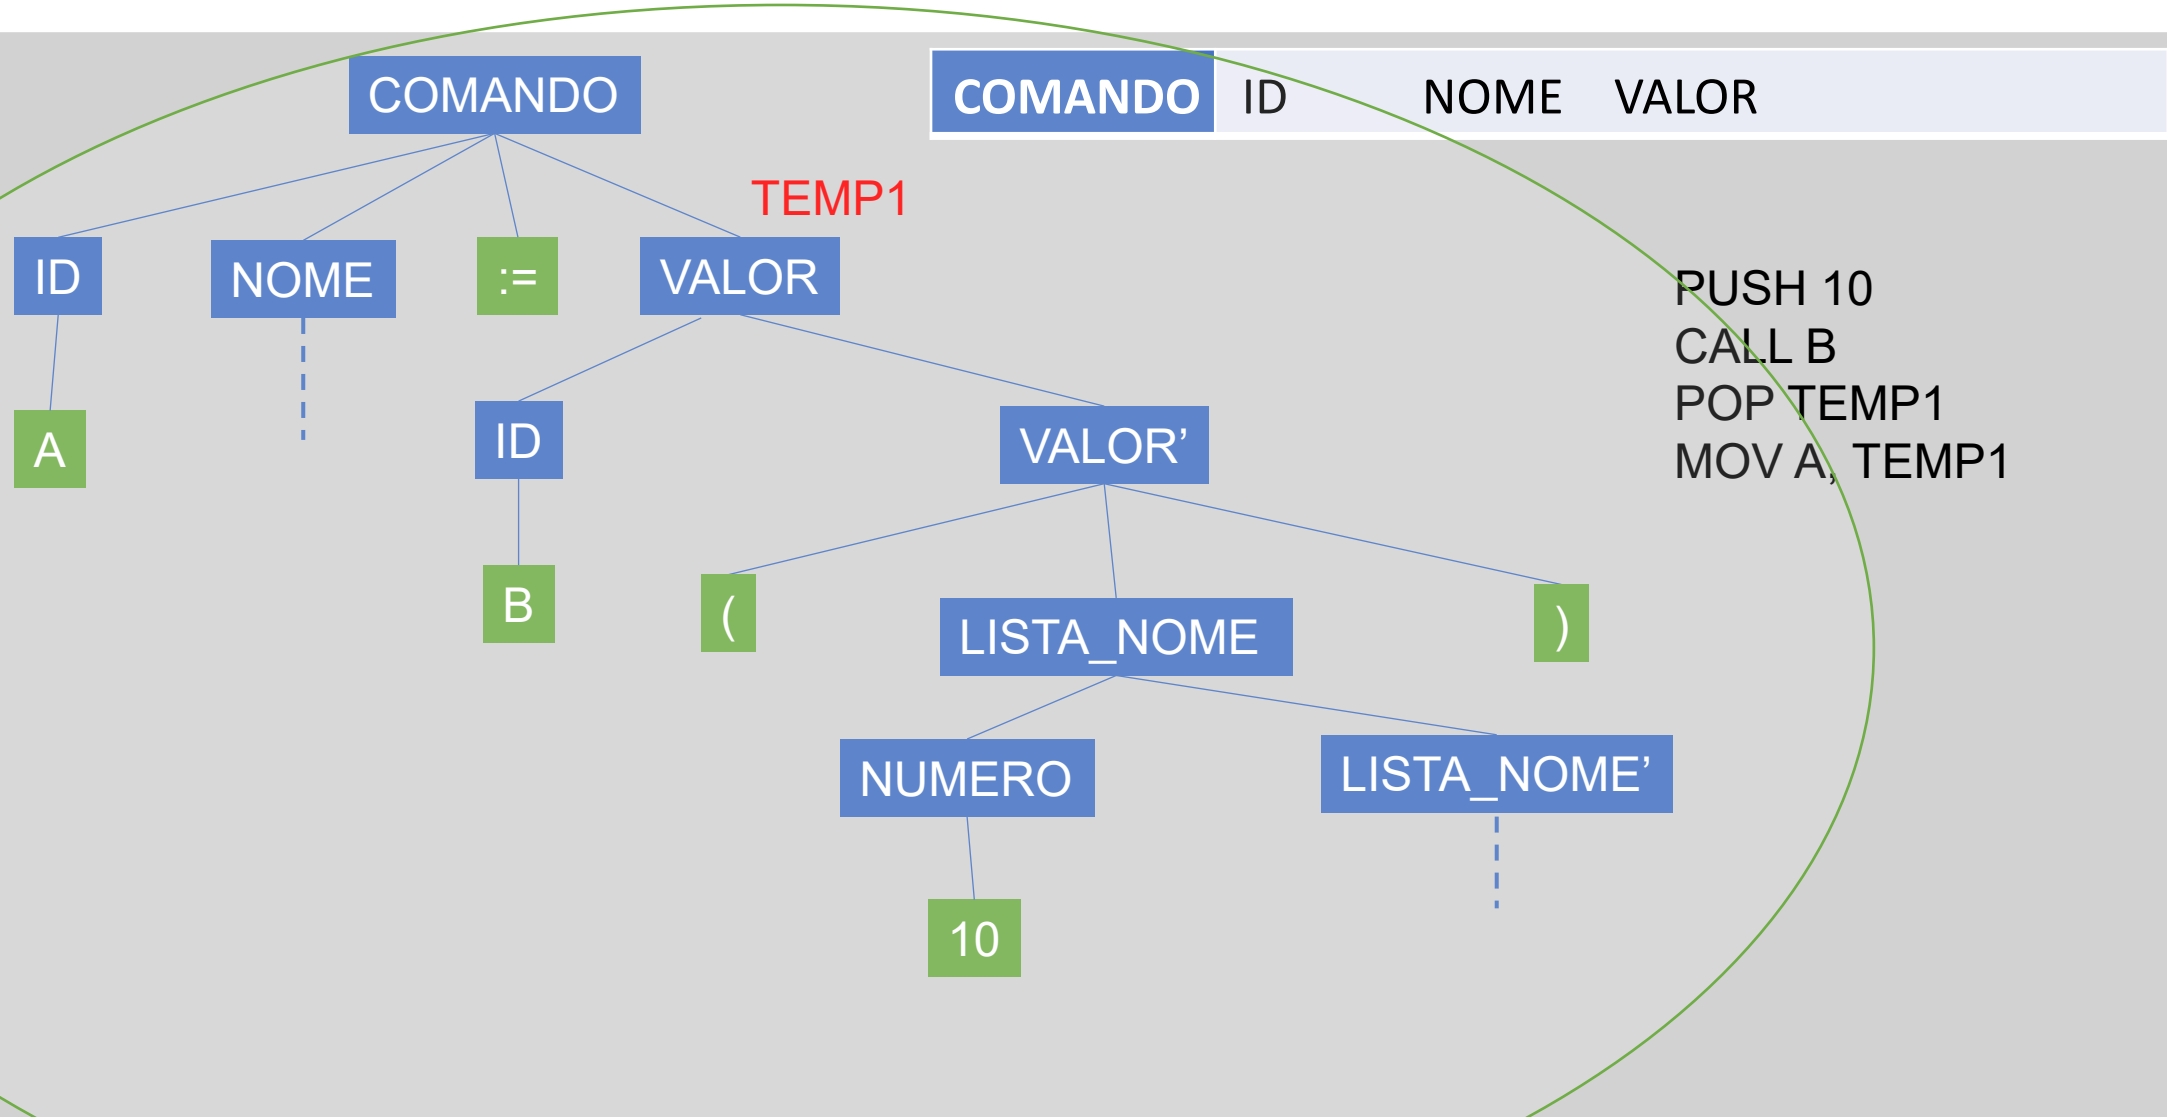 COMANDO
COMANDO ID NOME VALOR
TEMP1
ID NOME := VALOR
PUSH 10
CALL B
POP TEMP1
MOV A, TEMP1
A
ID
VALOR’
B
(
LISTA_NOME
)
NUMERO
LISTA_NOME’
10